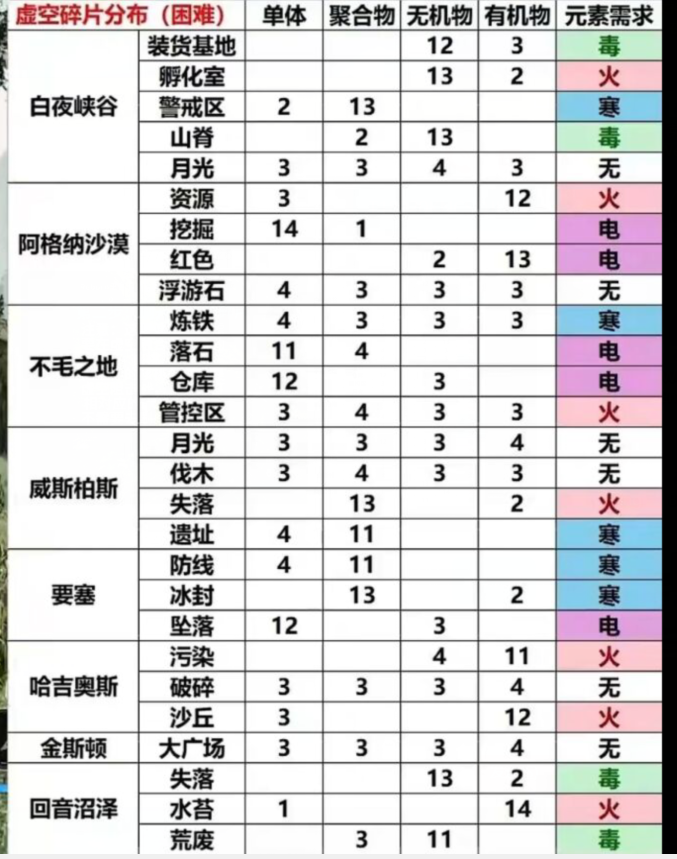 虚空碎片分布（困难） 单体 聚合物 无机物 有机物 元素需求
白夜峡谷 装货基地 12 3 毒
孵化室 13 2 火
警戒区 2 13 寒
山脊 2 13 毒
月光 3 3 4 3 无
阿格纳沙漠 资源 3 12 火
挖掘 14 1 电
红色 2 13 电
浮游石 4 3 3 3 无
不毛之地 炼铁 4 3 3 3 寒
落石 11 4 电
仓库 12 3 电
管控区 3 4 3 3 火
威斯柏斯 月光 3 3 3 4 无
伐木 3 4 3 3 无
失落 13 2 火
遗址 4 11 寒
要塞 防线 4 11 寒
冰封 13 2 寒
坠落 12 3 电
哈吉奥斯 污染 4 11 火
破碎 3 3 3 4 无
沙丘 3 12 火
金斯顿 大广场 3 3 3 4 无
回音沼泽 失落 13 2 毒
水苔 1 14 火
荒废 3 11 毒